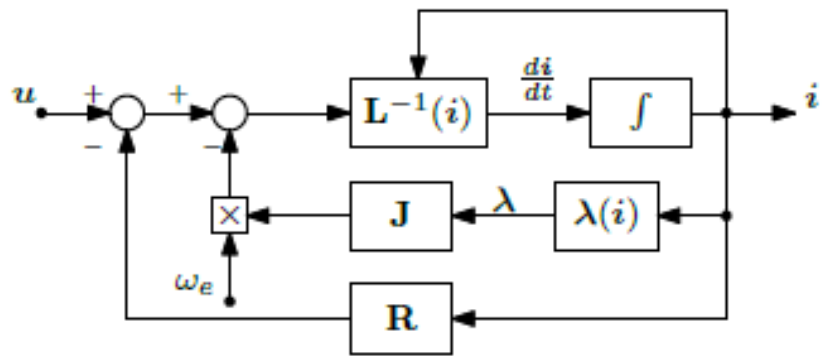 u + − + − L⁻¹(i) di/dt ∫ i
× J λ λ(i)
ωₑ
R